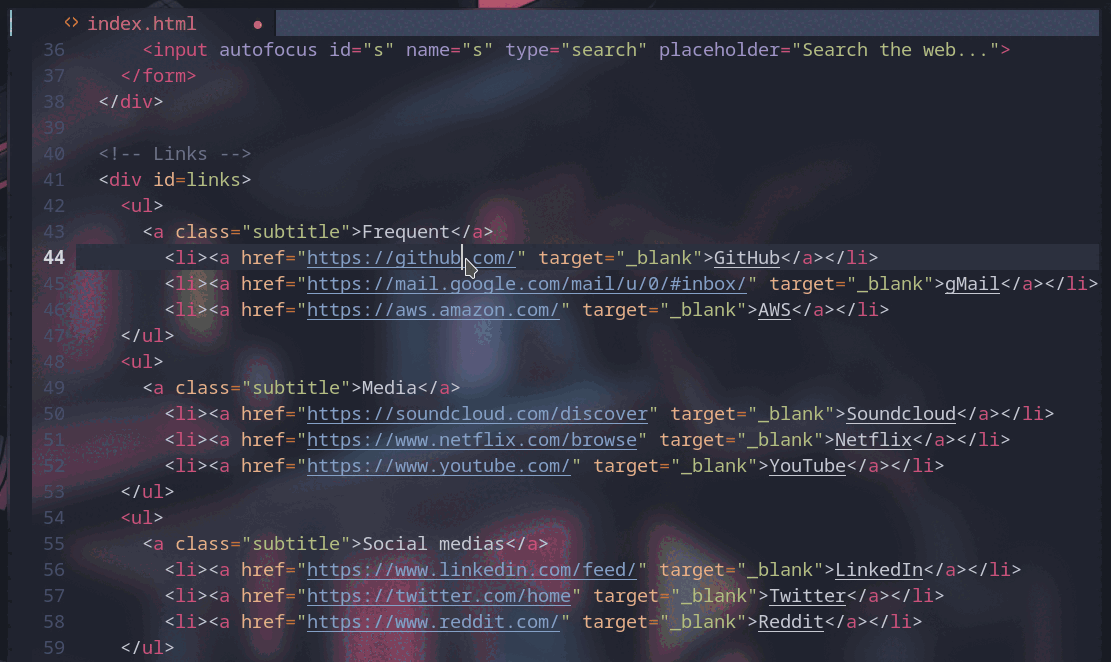 <> index.html ●
36 <input autofocus id="s" name="s" type="search" placeholder="Search the web...">
37 </form>
38 </div>
39
40 <!-- Links -->
41 <div id=links>
42 <ul>
43 <a class="subtitle">Frequent</a>
44 <li><a href="https://github.com/" target="_blank">GitHub</a></li>
45 <li><a href="https://mail.google.com/mail/u/0/#inbox/" target="_blank">gMail</a></li>
46 <li><a href="https://aws.amazon.com/" target="_blank">AWS</a></li>
47 </ul>
48 <ul>
49 <a class="subtitle">Media</a>
50 <li><a href="https://soundcloud.com/discover" target="_blank">Soundcloud</a></li>
51 <li><a href="https://www.netflix.com/browse" target="_blank">Netflix</a></li>
52 <li><a href="https://www.youtube.com/" target="_blank">YouTube</a></li>
53 </ul>
54 <ul>
55 <a class="subtitle">Social medias</a>
56 <li><a href="https://www.linkedin.com/feed/" target="_blank">LinkedIn</a></li>
57 <li><a href="https://twitter.com/home" target="_blank">Twitter</a></li>
58 <li><a href="https://www.reddit.com/" target="_blank">Reddit</a></li>
59 </ul>